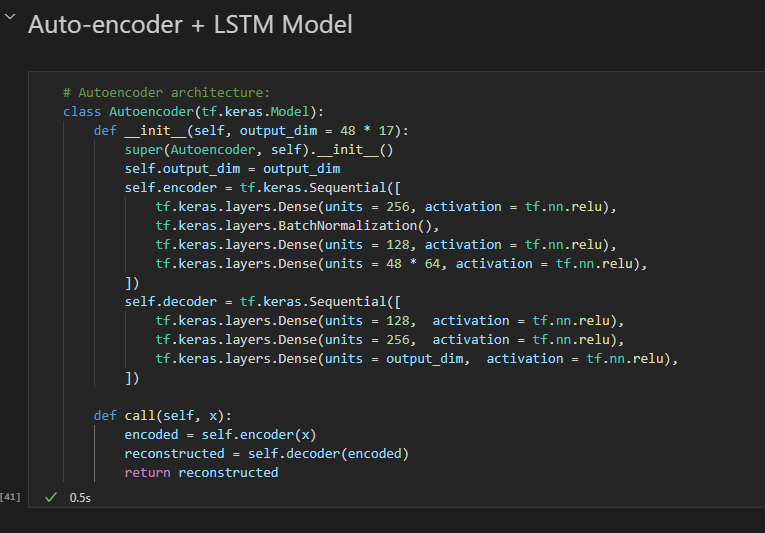 Auto-encoder + LSTM Model
# Autoencoder architecture:
class Autoencoder(tf.keras.Model):
    def __init__(self, output_dim = 48 * 17):
        super(Autoencoder, self).__init__()
        self.output_dim = output_dim
        self.encoder = tf.keras.Sequential([
            tf.keras.layers.Dense(units = 256, activation = tf.nn.relu),
            tf.keras.layers.BatchNormalization(),
            tf.keras.layers.Dense(units = 128, activation = tf.nn.relu),
            tf.keras.layers.Dense(units = 48 * 64, activation = tf.nn.relu),
        ])
        self.decoder = tf.keras.Sequential([
            tf.keras.layers.Dense(units = 128,  activation = tf.nn.relu),
            tf.keras.layers.Dense(units = 256,  activation = tf.nn.relu),
            tf.keras.layers.Dense(units = output_dim,  activation = tf.nn.relu),
        ])
    def call(self, x):
        encoded = self.encoder(x)
        reconstructed = self.decoder(encoded)
        return reconstructed
[41] ✓ 0.5s